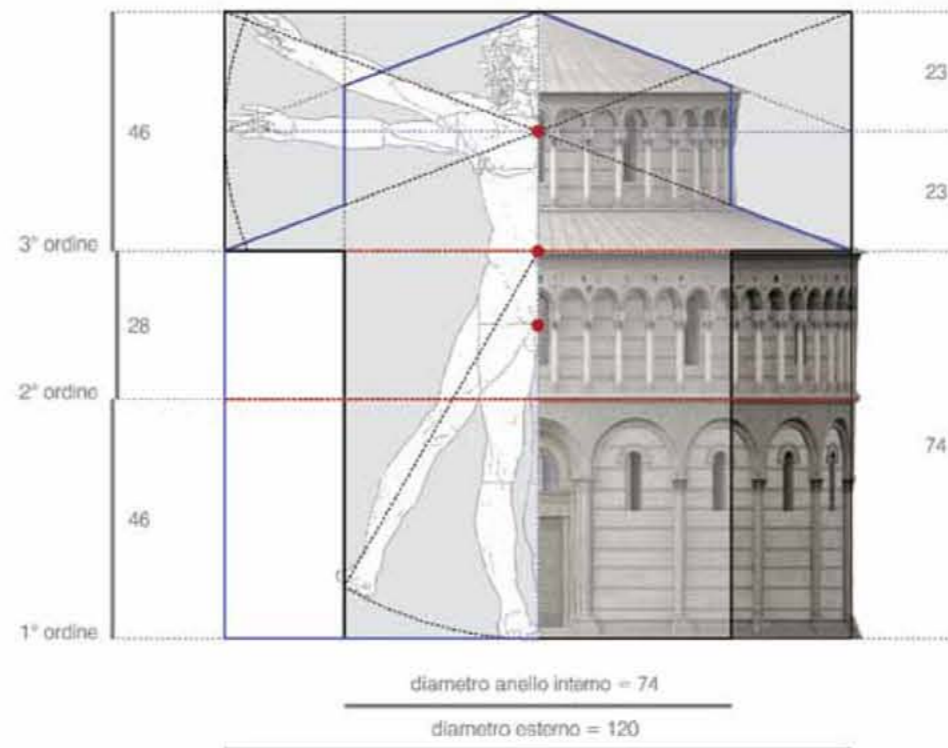 23
46
23
3° ordine
28
2° ordine
74
46
1° ordine
diametro anello interno = 74
diametro esterno = 120